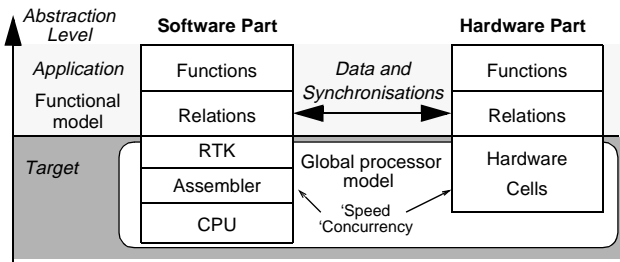 Abstraction
Level
Software Part
Hardware Part
Application
Functions
Data and
Synchronisations
Functions
Functional
model
Relations
Relations
Target
RTK
Global processor
model
Hardware
Cells
Assembler
'Speed
'Concurrency
CPU